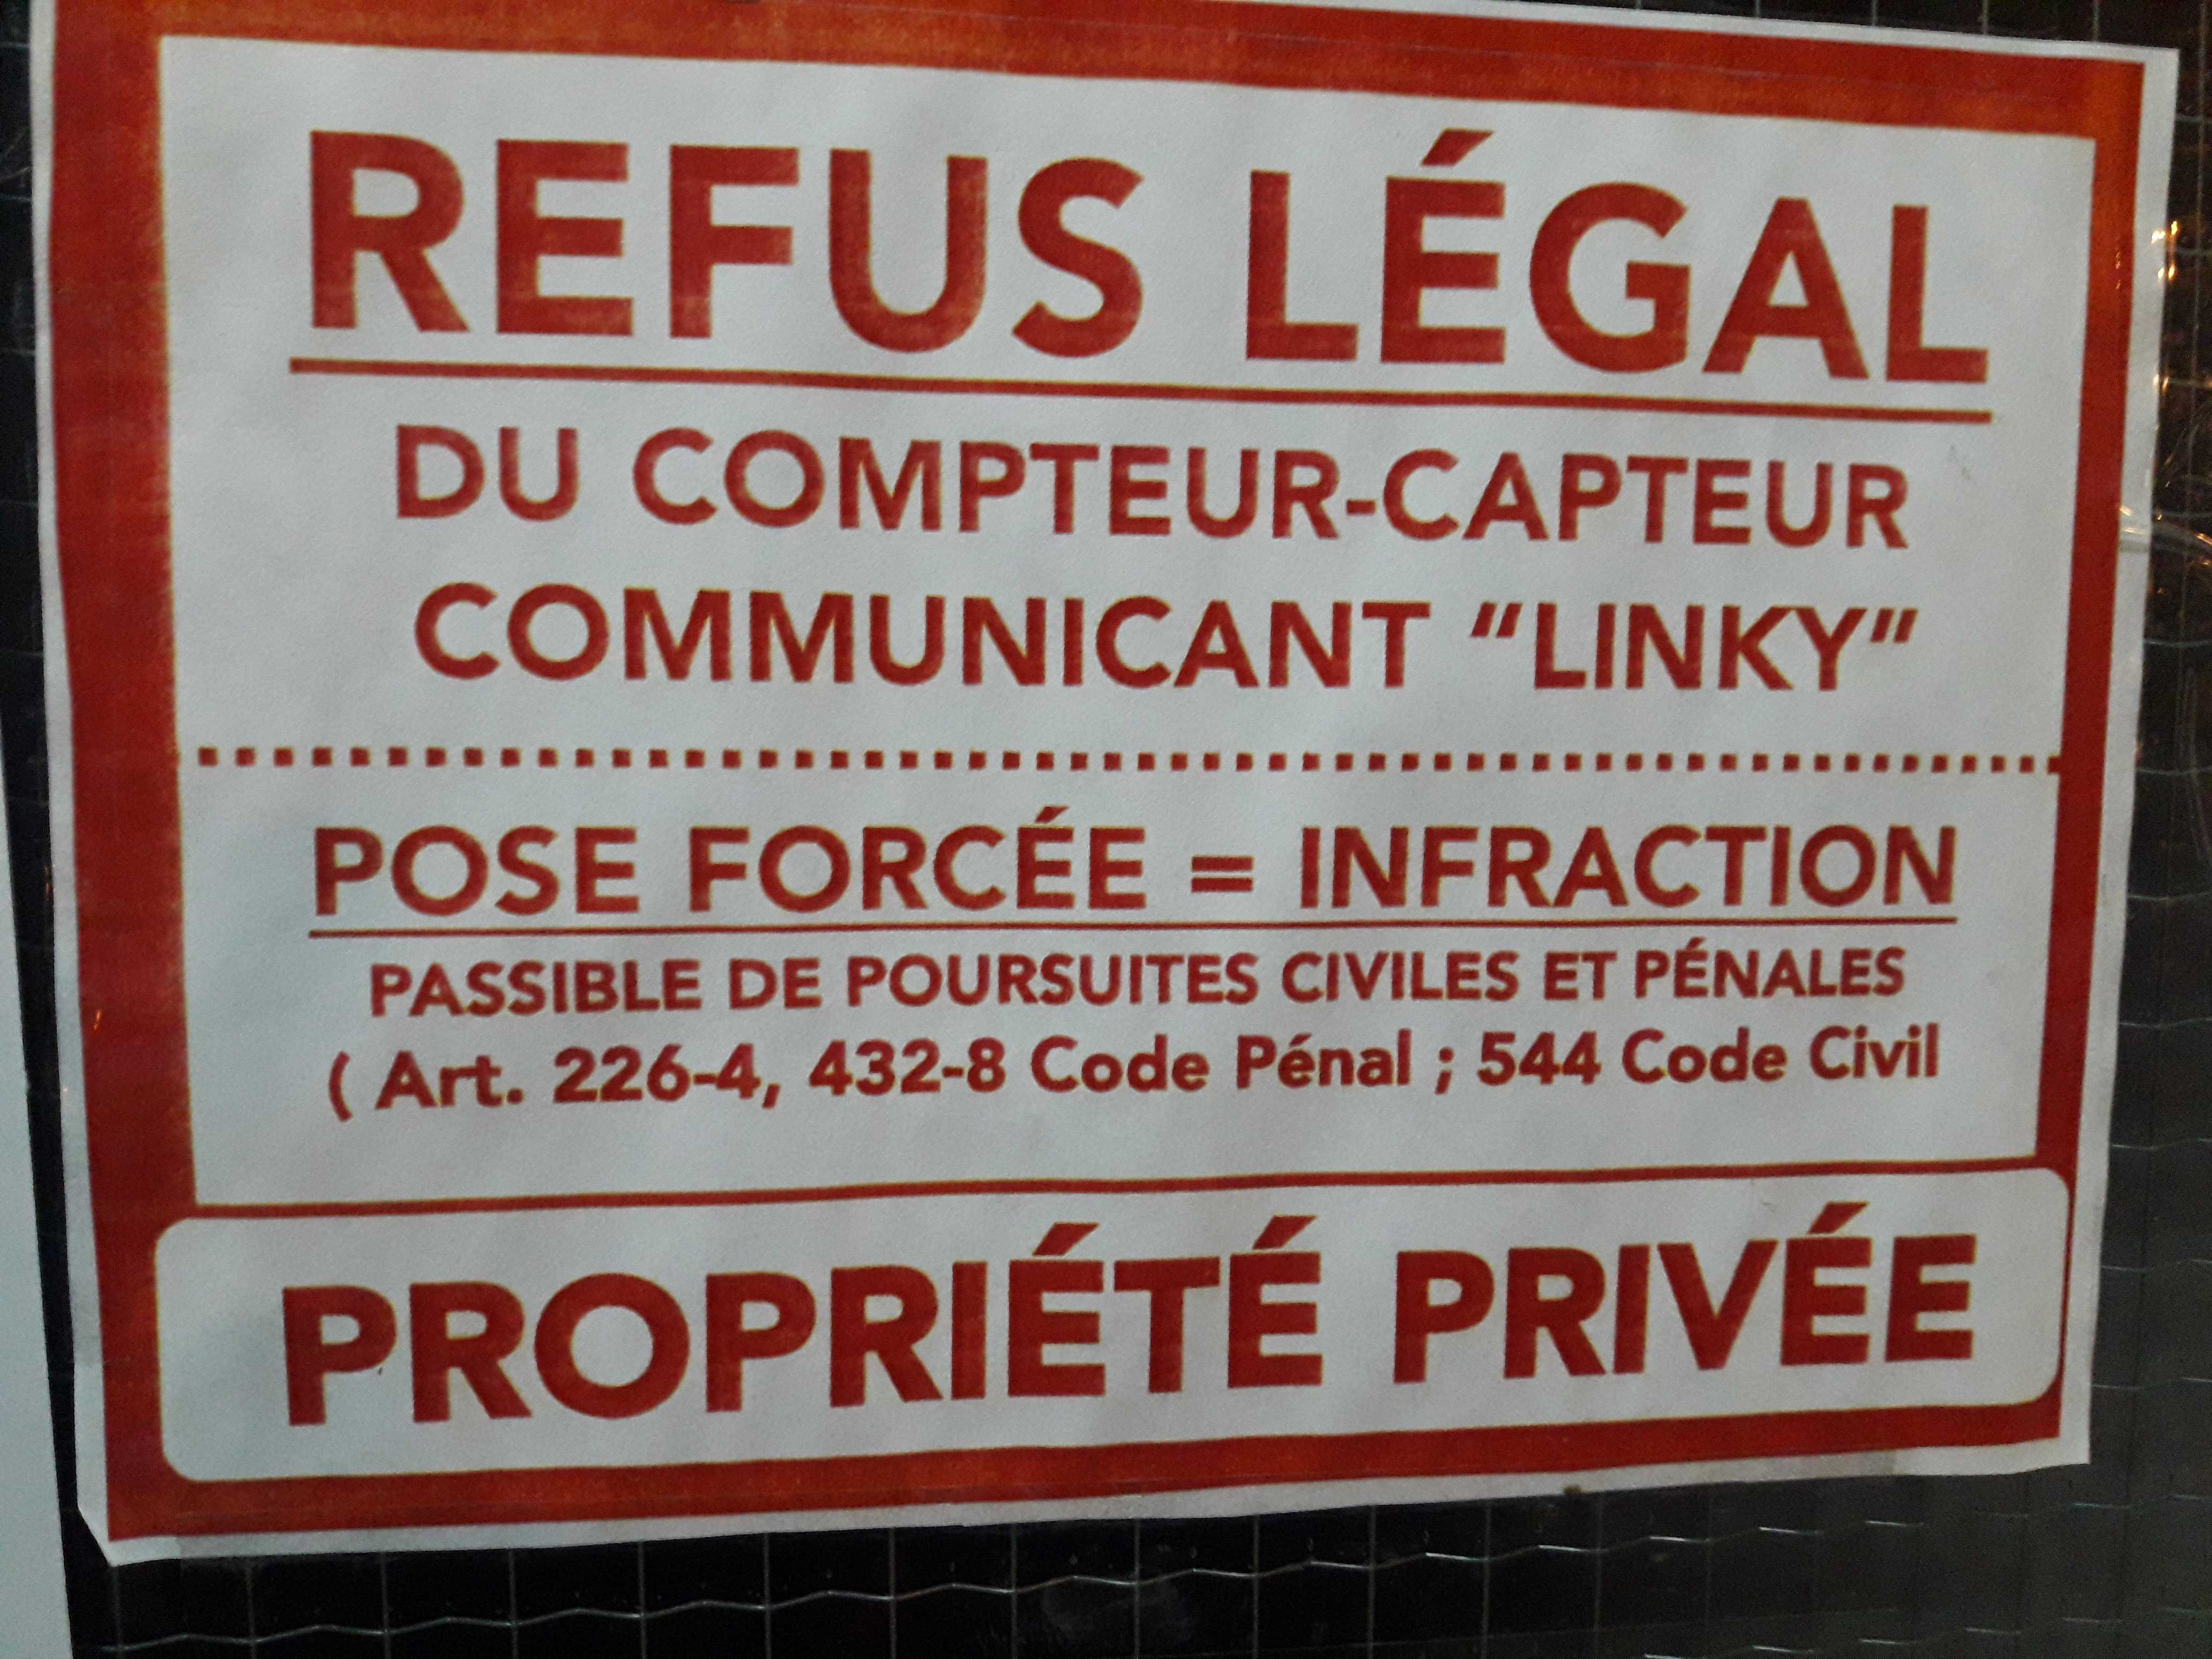 REFUS LÉGAL
DU COMPTEUR-CAPTEUR
COMMUNICANT “LINKY”
POSE FORCÉE = INFRACTION
PASSIBLE DE POURSUITES CIVILES ET PÉNALES
( Art. 226-4, 432-8 Code Pénal ; 544 Code Civil
PROPRIÉTÉ PRIVÉE